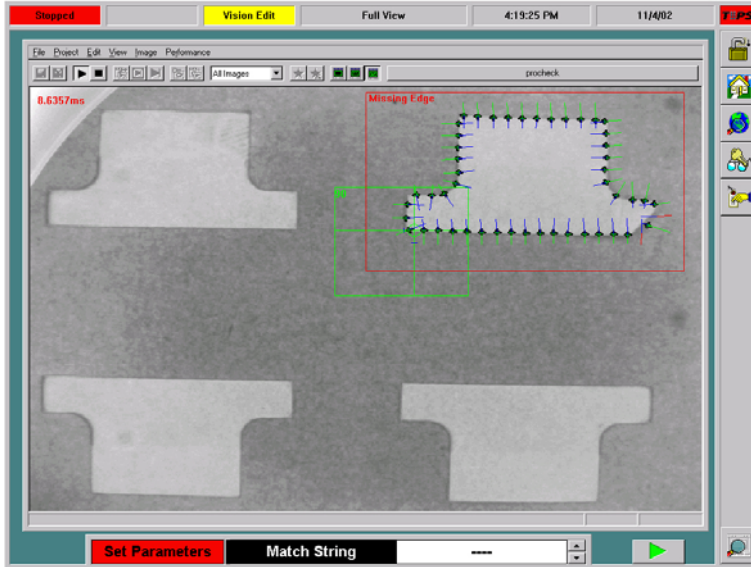 Stopped Vision Edit Full View 4:19:25 PM 11/4/02
File Project Edit View Image Performance
All Images procheck
0.6357ms Missing Edge
Set Parameters Match String ----